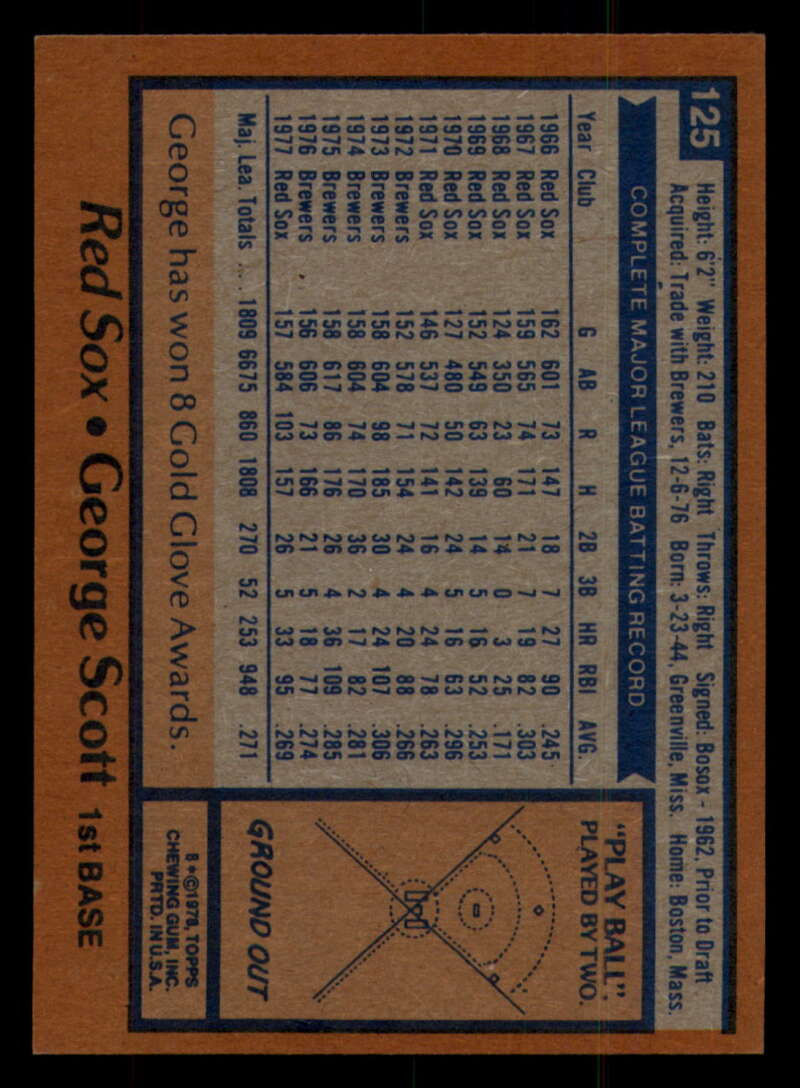 125
Height: 6'2" Weight: 210 Bats: Right Throws: Right Signed: Bosox - 1962, Prior to Draft
Acquired: Trade with Brewers, 12-6-76 Born: 3-23-44, Greenville, Miss. Home: Boston, Mass.
COMPLETE MAJOR LEAGUE BATTING RECORD
Year Club G AB R H 2B 3B HR RBI AVG.
1966 Red Sox 162 601 73 147 18 7 27 90 .245
1967 Red Sox 159 565 74 171 21 7 19 82 .303
1968 Red Sox 124 350 23 60 14 0 3 25 .171
1969 Red Sox 152 549 63 139 14 5 16 52 .253
1970 Red Sox 127 480 50 142 24 5 16 63 .296
1971 Red Sox 146 537 72 141 16 4 24 78 .263
1972 Brewers 152 578 71 154 24 4 20 88 .266
1973 Brewers 158 604 98 185 30 4 24 107 .306
1974 Brewers 158 604 74 170 36 2 17 82 .281
1975 Brewers 158 617 86 176 26 4 36 109 .285
1976 Brewers 156 606 73 166 21 5 18 77 .274
1977 Red Sox 157 584 103 157 26 5 33 95 .269
Maj. Lea. Totals .... 1809 6675 860 1808 270 52 253 948 .271
George has won 8 Gold Glove Awards.
"PLAY BALL".
PLAYED BY TWO.
GROUND OUT
8*©1978, TOPPS
CHEWING GUM, INC.
PRTD. IN U.S.A.
Red Sox • George Scott 1st BASE